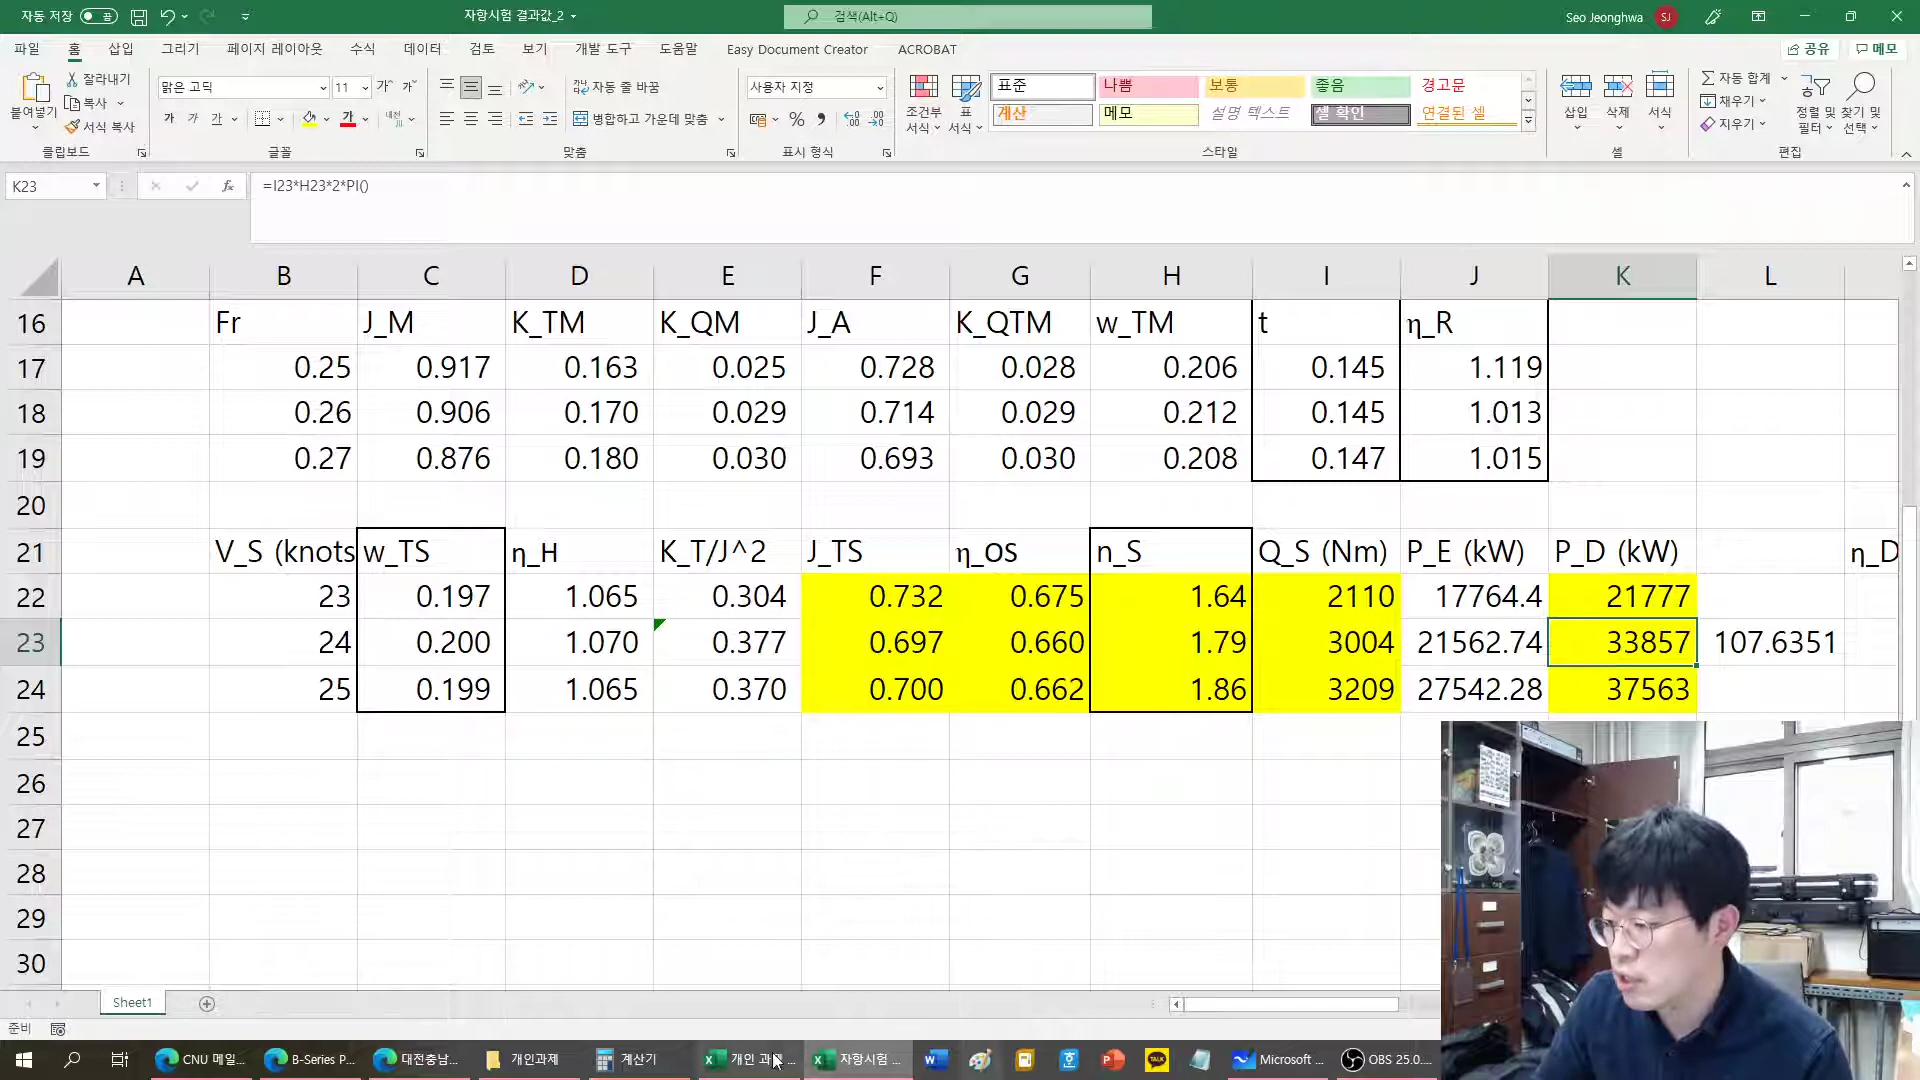 자동 저장
끔
자항시험 결과값_2
검색(Alt+Q)
Seo Jeonghwa
SJ
파일 홈 삽입 그리기 페이지 레이아웃 수식 데이터 검토 보기 개발 도구 도움말 Easy Document Creator ACROBAT
공유
메모
붙여넣기
잘라내기
복사
서식 복사
클립보드
맑은 고딕
11
가 가 가
글꼴
자동 줄 바꿈
병합하고 가운데 맞춤
맞춤
사용자 지정
표시 형식
조건부 서식
표 서식
표준 나쁨 보통 좋음 경고문
계산 메모 설명 텍스트 셀 확인 연결된 셀
스타일
삽입 삭제 서식
셀
자동 합계
채우기
지우기
정렬 및 필터
찾기 및 선택
편집
K23
fx
=I23*H23*2*PI()
A B C D E F G H I J K L
16 Fr J_M K_TM K_QM J_A K_QTM w_TM t η_R
17 0.25 0.917 0.163 0.025 0.728 0.028 0.206 0.145 1.119
18 0.26 0.906 0.170 0.029 0.714 0.029 0.212 0.145 1.013
19 0.27 0.876 0.180 0.030 0.693 0.030 0.208 0.147 1.015
20
21 V_S (knots w_TS η_H K_T/J^2 J_TS η_OS n_S Q_S (Nm) P_E (kW) P_D (kW) η_D
22 23 0.197 1.065 0.304 0.732 0.675 1.64 2110 17764.4 21777
23 24 0.200 1.070 0.377 0.697 0.660 1.79 3004 21562.74 33857 107.6351
24 25 0.199 1.065 0.370 0.700 0.662 1.86 3209 27542.28 37563
25
26
27
28
29
30
Sheet1
준비
CNU 메일...
B-Series P...
대전충남...
개인과제
계산기
개인 과제 ...
자항시험 ...
TALK
Microsoft ...
OBS 25.0....